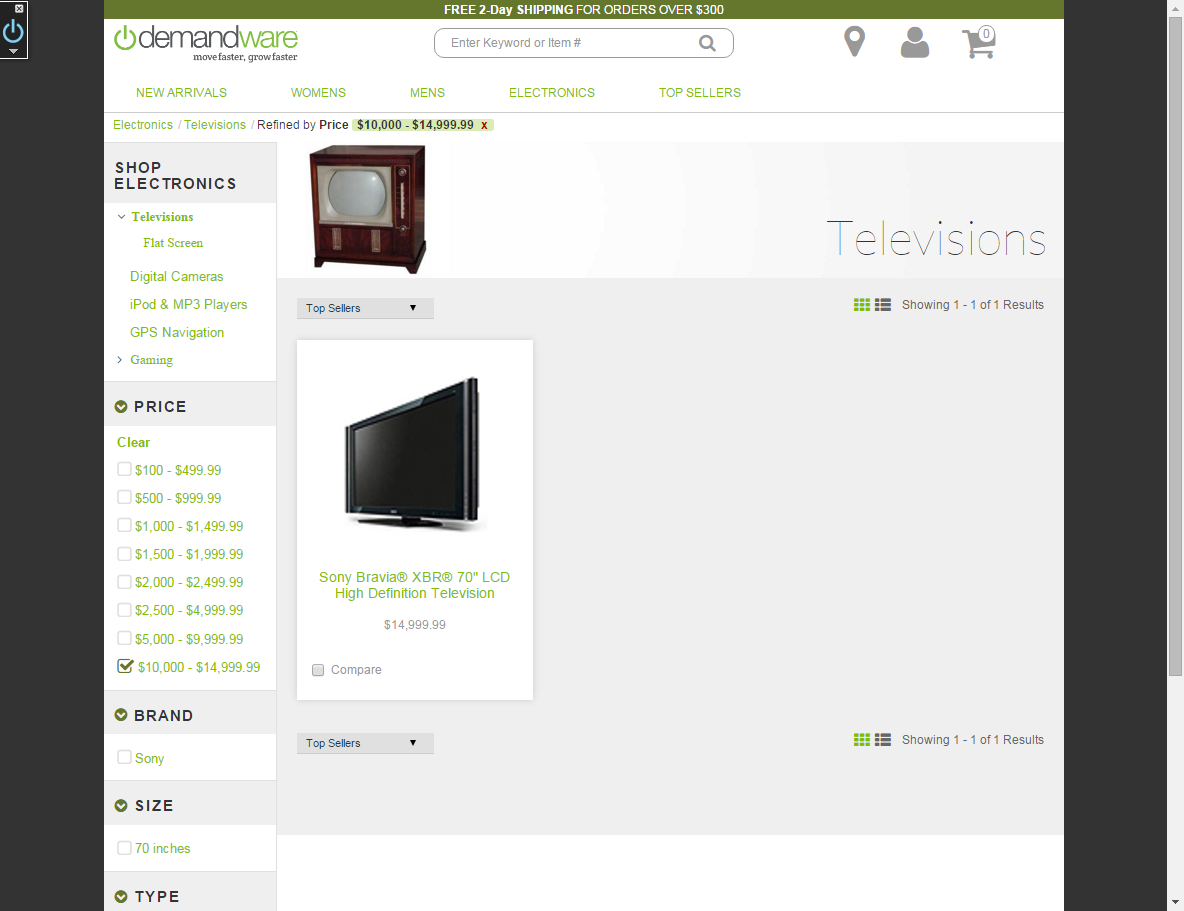 FREE 2-Day SHIPPING FOR ORDERS OVER $300
demandware
move faster, grow faster
Enter Keyword or Item #
0
NEW ARRIVALS WOMENS MENS ELECTRONICS TOP SELLERS
Electronics / Televisions / Refined by Price $10,000 - $14,999.99 x
SHOP
ELECTRONICS
Televisions
Flat Screen
Digital Cameras
iPod & MP3 Players
GPS Navigation
Gaming
PRICE
Clear
$100 - $499.99
$500 - $999.99
$1,000 - $1,499.99
$1,500 - $1,999.99
$2,000 - $2,499.99
$2,500 - $4,999.99
$5,000 - $9,999.99
$10,000 - $14,999.99
BRAND
Sony
SIZE
70 inches
TYPE
Televisions
Top Sellers
Showing 1 - 1 of 1 Results
Sony Bravia® XBR® 70" LCD
High Definition Television
$14,999.99
Compare
Top Sellers
Showing 1 - 1 of 1 Results